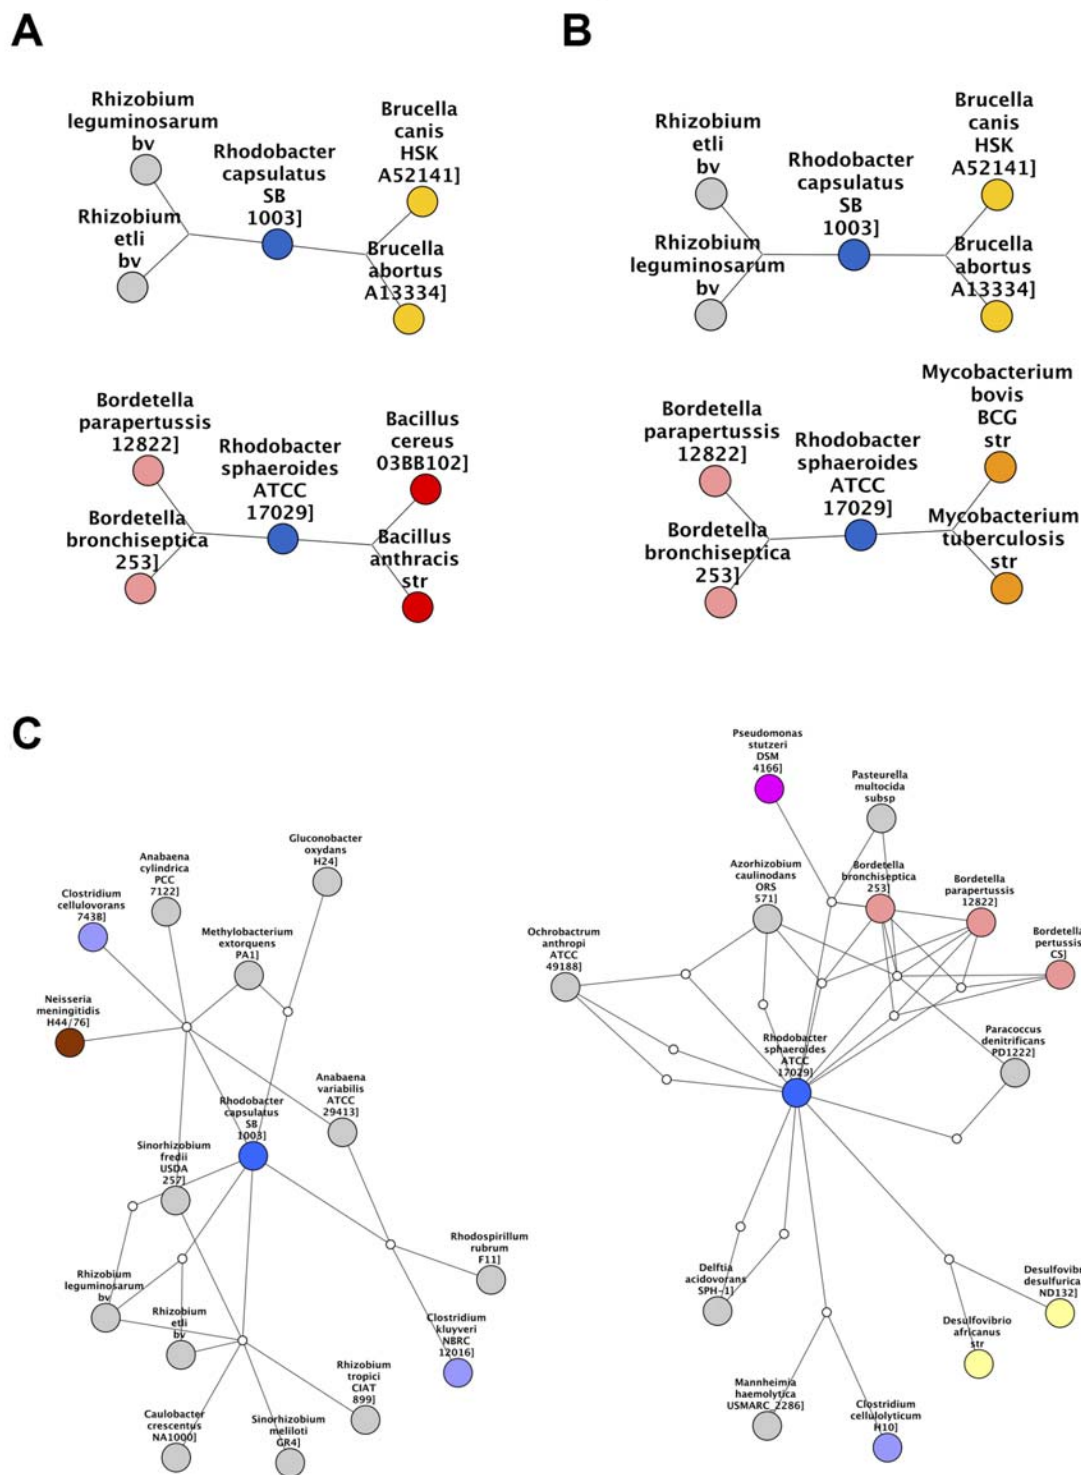 A
Rhizobium
leguminosarum
bv
Rhizobium
etli
bv
Rhodobacter
capsulatus
SB
1003]
Brucella
canis
HSK
A52141]
Brucella
abortus
A13334]
Bordetella
parapertussis
12822]
Bordetella
bronchiseptica
253]
Rhodobacter
sphaeroides
ATCC
17029]
Bacillus
cereus
03BB102]
Bacillus
anthracis
str
B
Rhizobium
etli
bv
Rhizobium
leguminosarum
bv
Rhodobacter
capsulatus
SB
1003]
Brucella
canis
HSK
A52141]
Brucella
abortus
A13334]
Bordetella
parapertussis
12822]
Bordetella
bronchiseptica
253]
Rhodobacter
sphaeroides
ATCC
17029]
Mycobacterium
bovis
BCG
str
Mycobacterium
tuberculosis
str
C
Gluconobacter
oxydans
H24]
Anabaena
cylindrica
PCC
7122]
Clostridium
cellulovorans
743B]
Methylobacterium
extorquens
PA1]
Neisseria
meningitidis
H44/76]
Anabaena
variabilis
ATCC
29413]
Rhodobacter
capsulatus
SB
1003]
Sinorhizobium
fredii
USDA
257]
Rhodospirillum
rubrum
F11]
Rhizobium
leguminosarum
bv
Rhizobium
etli
bv
Clostridium
kluyveri
NBRC
12016]
Rhizobium
tropici
CIAT
899]
Caulobacter
crescentus
NA1000]
Sinorhizobium
meliloti
GR4]
Pseudomonas
stutzeri
DSM
4166]
Pasteurella
multocida
subsp
Azorhizobium
caulinodans
ORS
571]
Bordetella
bronchiseptica
253]
Bordetella
parapertussis
12822]
Bordetella
pertussis
CS]
Ochrobactrum
anthropi
ATCC
49188]
Rhodobacter
sphaeroides
ATCC
17029]
Paracoccus
denitrificans
PD1222]
Delftia
acidovorans
SPH-1]
Desulfovibri
desulfurica
ND132]
Desulfovibrio
africanus
str
Mannheimia
haemolytica
USMARC_2286]
Clostridium
cellulolyticum
H10]